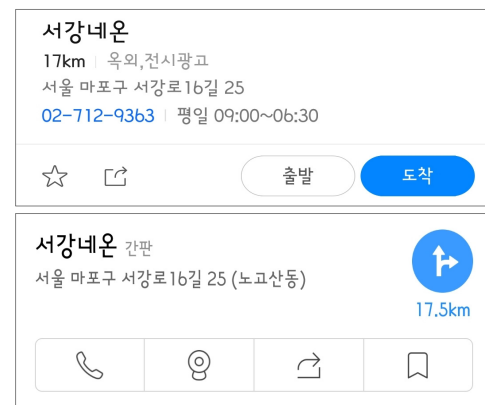 서강네온
17km | 옥외,전시광고
서울 마포구 서강로16길 25
02-712-9363 | 평일 09:00~06:30
출발 도착
서강네온 간판
서울 마포구 서강로16길 25 (노고산동)
17.5km